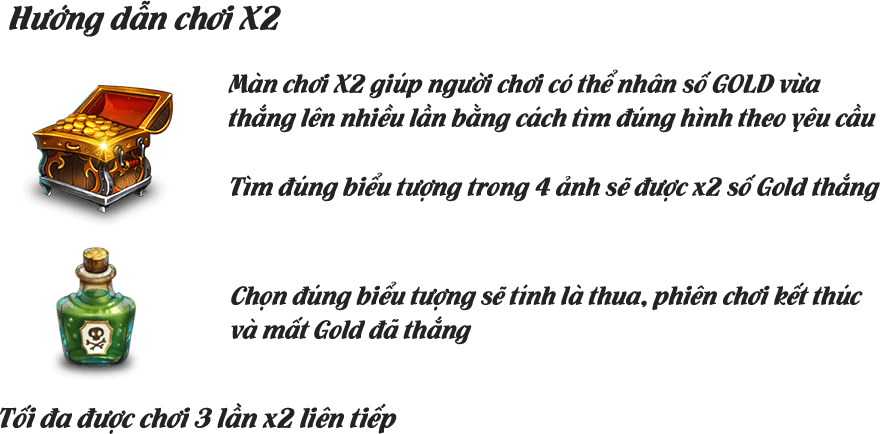 Hướng dẫn chơi X2
Màn chơi X2 giúp người chơi có thể nhân số GOLD vừa
thắng lên nhiều lần bằng cách tìm đúng hình theo yêu cầu
Tìm đúng biểu tượng trong 4 ảnh sẽ được x2 số Gold thắng
Chọn đúng biểu tượng sẽ tính là thua, phiên chơi kết thúc
và mất Gold đã thắng
Tối đa được chơi 3 lần x2 liên tiếp